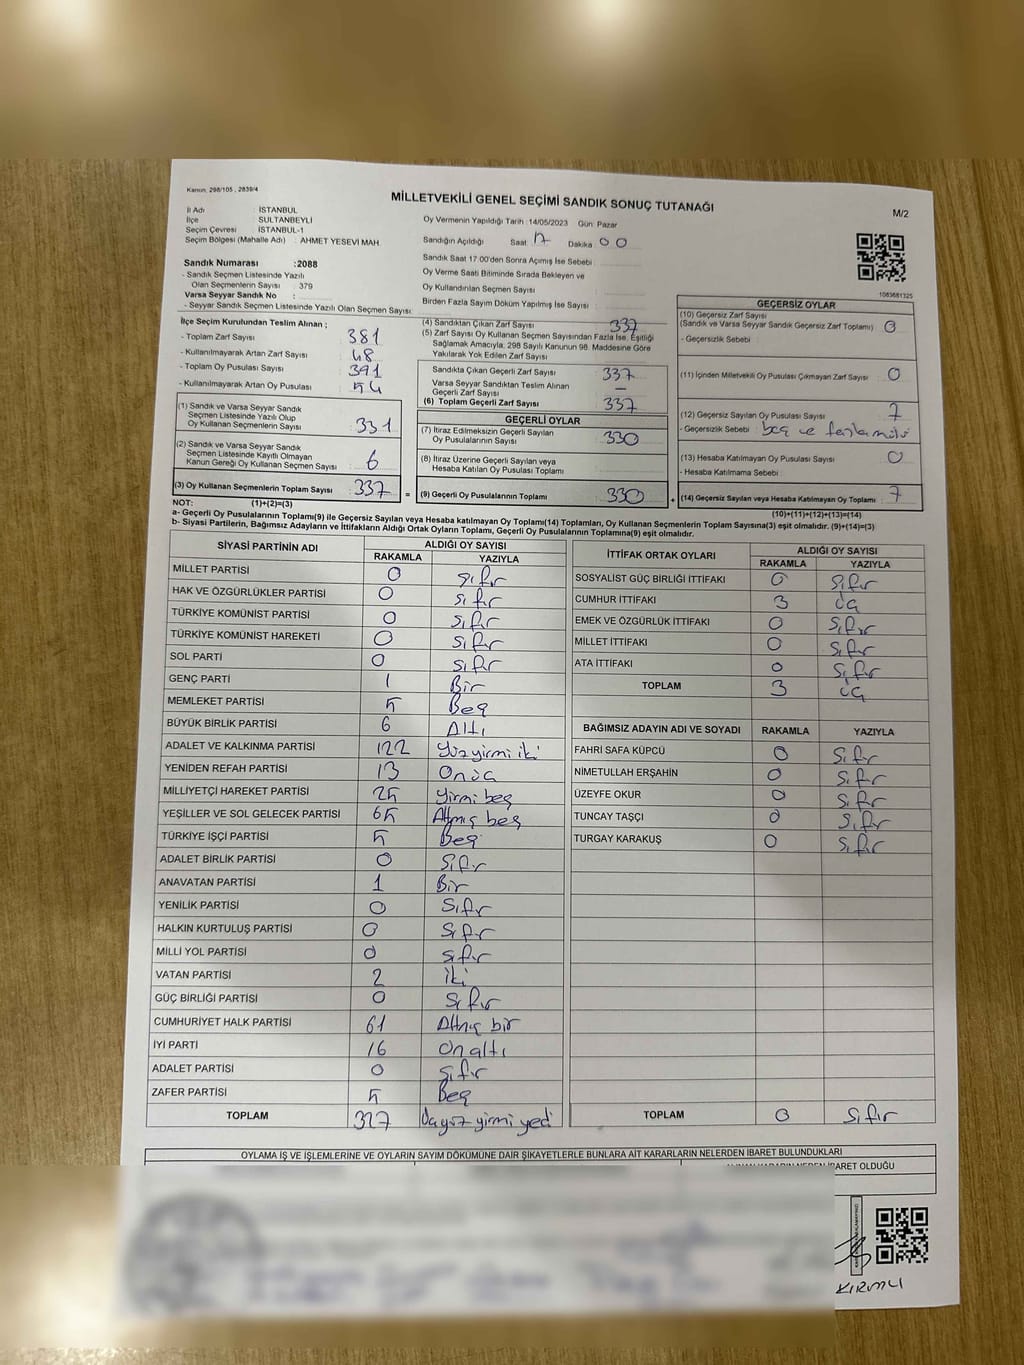 Kanun, 298/105 , 2839/4
MİLLETVEKİLİ GENEL SEÇİMİ SANDIK SONUÇ TUTANAĞI
M/2
İl Adı : İSTANBUL
İlçe : SULTANBEYLİ
Seçim Çevresi : İSTANBUL-1
Seçim Bölgesi (Mahalle Adı) : AHMET YESEVİ MAH.
Oy Vermenin Yapıldığı Tarih : 14/05/2023 Gün: Pazar
Sandığın Açıldığı Saat 17 Dakika 00
Sandık Saat 17:00'den Sonra Açılmış İse Sebebi :
Oy Verme Saati Bitiminde Sırada Bekleyen ve
Oy Kullandırılan Seçmen Sayısı :
Birden Fazla Sayım Döküm Yapılmış İse Sayısı :
Sandık Numarası :2088
- Sandık Seçmen Listesinde Yazılı
Olan Seçmenlerin Sayısı : 379
Varsa Seyyar Sandık No :
- Seyyar Sandık Seçmen Listesinde Yazılı Olan Seçmen Sayısı:
1083681325
İlçe Seçim Kurulundan Teslim Alınan ;
- Toplam Zarf Sayısı : 381
- Kullanılmayarak Artan Zarf Sayısı : 48
- Toplam Oy Pusulası Sayısı : 391
- Kullanılmayarak Artan Oy Pusulası : 54
(1) Sandık ve Varsa Seyyar Sandık
Seçmen Listesinde Yazılı Olup
Oy Kullanan Seçmenlerin Sayısı : 331
(2) Sandık ve Varsa Seyyar Sandık
Seçmen Listesinde Kayıtlı Olmayan
Kanun Gereği Oy Kullanan Seçmen Sayısı : 6
(3) Oy Kullanan Seçmenlerin Toplam Sayısı : 337 =
(4) Sandıktan Çıkan Zarf Sayısı : 337
(5) Zarf Sayısı Oy Kullanan Seçmen Sayısından Fazla İse, Eşitliği
Sağlamak Amacıyla; 298 Sayılı Kanunun 98. Maddesine Göre
Yakılarak Yok Edilen Zarf Sayısı :
Sandıkta Çıkan Geçerli Zarf Sayısı : 337
Varsa Seyyar Sandıktan Teslim Alınan
Geçerli Zarf Sayısı : —
(6) Toplam Geçerli Zarf Sayısı : 337
GEÇERLİ OYLAR
(7) İtiraz Edilmeksizin Geçerli Sayılan
Oy Pusulalarının Sayısı : 330
(8) İtiraz Üzerine Geçerli Sayılan veya
Hesaba Katılan Oy Pusulası Toplamı :
(9) Geçerli Oy Pusulalarının Toplamı : 330 +
GEÇERSİZ OYLAR
(10) Geçersiz Zarf Sayısı
(Sandık ve Varsa Seyyar Sandık Geçersiz Zarf Toplamı) : 0
- Geçersizlik Sebebi :
(11) İçinden Milletvekili Oy Pusulası Çıkmayan Zarf Sayısı : 0
(12) Geçersiz Sayılan Oy Pusulası Sayısı : 7
- Geçersizlik Sebebi : boş ve fazla
(13) Hesaba Katılmayan Oy Pusulası Sayısı : 0
- Hesaba Katılmama Sebebi :
(14) Geçersiz Sayılan veya Hesaba Katılmayan Oy Toplamı : 7
NOT: (1)+(2)=(3)
(10)+(11)+(12)+(13)=(14)
a- Geçerli Oy Pusulalarının Toplamı(9) ile Geçersiz Sayılan veya Hesaba katılmayan Oy Toplamı(14) Toplamları, Oy Kullanan Seçmenlerin Toplam Sayısına(3) eşit olmalıdır. (9)+(14)=(3)
b- Siyasi Partilerin, Bağımsız Adayların ve İttifakların Aldığı Ortak Oyların Toplamı, Geçerli Oy Pusulalarının Toplamına(9) eşit olmalıdır.
SİYASİ PARTİNİN ADI ALDIĞI OY SAYISI
RAKAMLA YAZIYLA
MİLLET PARTİSİ 0 sıfır
HAK VE ÖZGÜRLÜKLER PARTİSİ 0 sıfır
TÜRKİYE KOMÜNİST PARTİSİ 0 sıfır
TÜRKİYE KOMÜNİST HAREKETİ 0 sıfır
SOL PARTİ 0 sıfır
GENÇ PARTİ 1 Bir
MEMLEKET PARTİSİ 5 Beş
BÜYÜK BİRLİK PARTİSİ 6 Altı
ADALET VE KALKINMA PARTİSİ 122 Yüzyirmi iki
YENİDEN REFAH PARTİSİ 13 Onüç
MİLLİYETÇİ HAREKET PARTİSİ 25 yirmi beş
YEŞİLLER VE SOL GELECEK PARTİSİ 65 Altmış beş
TÜRKİYE İŞÇİ PARTİSİ 5 Beş
ADALET BİRLİK PARTİSİ 0 Sıfır
ANAVATAN PARTİSİ 1 Bir
YENİLİK PARTİSİ 0 Sıfır
HALKIN KURTULUŞ PARTİSİ 0 Sıfır
MİLLİ YOL PARTİSİ 0 sıfır
VATAN PARTİSİ 2 iki
GÜÇ BİRLİĞİ PARTİSİ 0 Sıfır
CUMHURİYET HALK PARTİSİ 61 Altmış bir
İYİ PARTİ 16 Onaltı
ADALET PARTİSİ 0 sıfır
ZAFER PARTİSİ 5 Beş
TOPLAM 327 üçyüz yirmi yedi
İTTİFAK ORTAK OYLARI ALDIĞI OY SAYISI
RAKAMLA YAZIYLA
SOSYALİST GÜÇ BİRLİĞİ İTTİFAKI 0 Sıfır
CUMHUR İTTİFAKI 3 üç
EMEK VE ÖZGÜRLÜK İTTİFAKI 0 Sıfır
MİLLET İTTİFAKI 0 Sıfır
ATA İTTİFAKI 0 Sıfır
TOPLAM 3 üç
BAĞIMSIZ ADAYIN ADI VE SOYADI RAKAMLA YAZIYLA
FAHRİ SAFA KÜPCÜ 0 Sıfır
NİMETULLAH ERŞAHİN 0 Sıfır
ÜZEYFE OKUR 0 Sıfır
TUNCAY TAŞÇI 0 Sıfır
TURGAY KARAKUŞ 0 Sıfır
TOPLAM 0 Sıfır
OYLAMA İŞ VE İŞLEMLERİNE VE OYLARIN SAYIM DÖKÜMÜNE DAİR ŞİKAYETLERLE BUNLARA AİT KARARLARIN NELERDEN İBARET BULUNDUKLARI
İBARET OLDUĞU